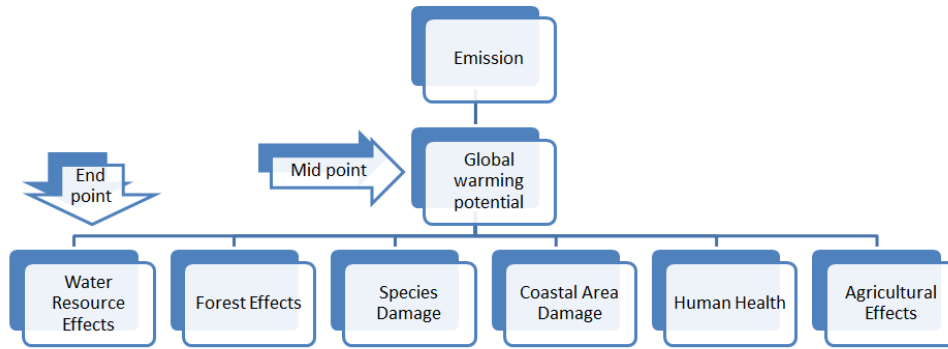 Emission
Mid point
Global
warming
potential
End
point
Water
Resource
Effects
Forest Effects
Species
Damage
Coastal Area
Damage
Human Health
Agricultural
Effects